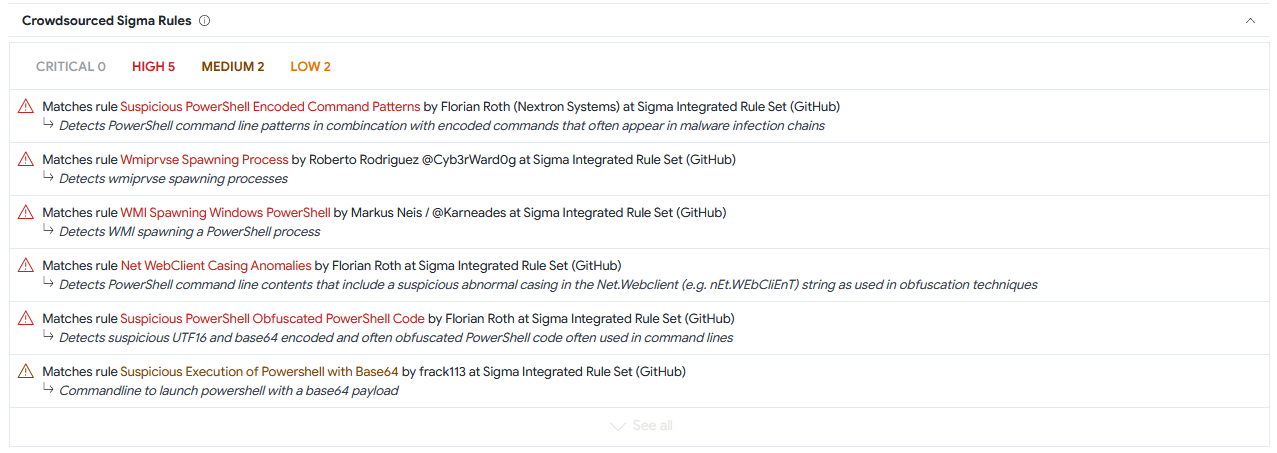 Crowdsourced Sigma Rules
CRITICAL 0 HIGH 5 MEDIUM 2 LOW 2
Matches rule Suspicious PowerShell Encoded Command Patterns by Florian Roth (Nextron Systems) at Sigma Integrated Rule Set (GitHub)
Detects PowerShell command line patterns in combincation with encoded commands that often appear in malware infection chains
Matches rule Wmiprvse Spawning Process by Roberto Rodriguez @Cyb3rWard0g at Sigma Integrated Rule Set (GitHub)
Detects wmiprvse spawning processes
Matches rule WMI Spawning Windows PowerShell by Markus Neis / @Karneades at Sigma Integrated Rule Set (GitHub)
Detects WMI spawning a PowerShell process
Matches rule Net WebClient Casing Anomalies by Florian Roth at Sigma Integrated Rule Set (GitHub)
Detects PowerShell command line contents that include a suspicious abnormal casing in the Net.Webclient (e.g. nEt.WEbCliEnT) string as used in obfuscation techniques
Matches rule Suspicious PowerShell Obfuscated PowerShell Code by Florian Roth at Sigma Integrated Rule Set (GitHub)
Detects suspicious UTF16 and base64 encoded and often obfuscated PowerShell code often used in command lines
Matches rule Suspicious Execution of Powershell with Base64 by frack113 at Sigma Integrated Rule Set (GitHub)
Commandline to launch powershell with a base64 payload
See all